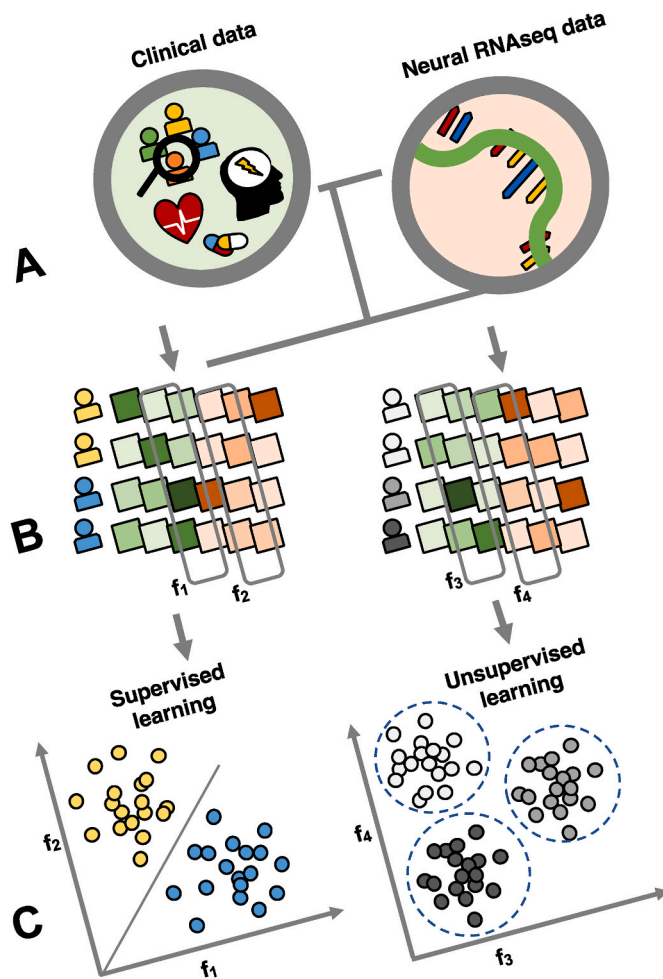 Clinical data
Neural RNAseq data
A
B
f1
f2
f3
f4
Supervised
learning
Unsupervised
learning
f2
f4
C
f1
f3